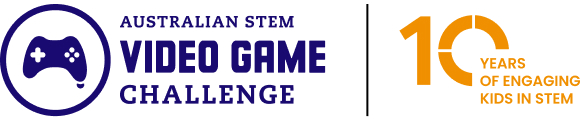 AUSTRALIAN STEM
VIDEO GAME
CHALLENGE
10
YEARS
OF ENGAGING
KIDS IN STEM